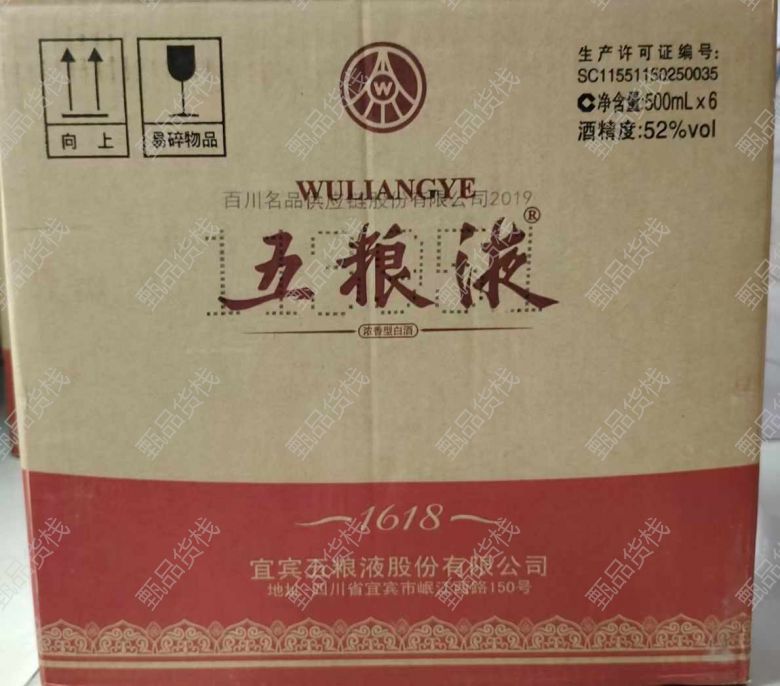 向 上
易碎物品
W
生产许可证编号:
SC11551150250035
净含量:500mL x 6
酒精度:52%vol
WULIANGYE
百川名品供应链股份有限公司2019
五粮液®
浓香型白酒
1618
宜宾五粮液股份有限公司
地址:四川省宜宾市岷江西路150号
甄品货栈